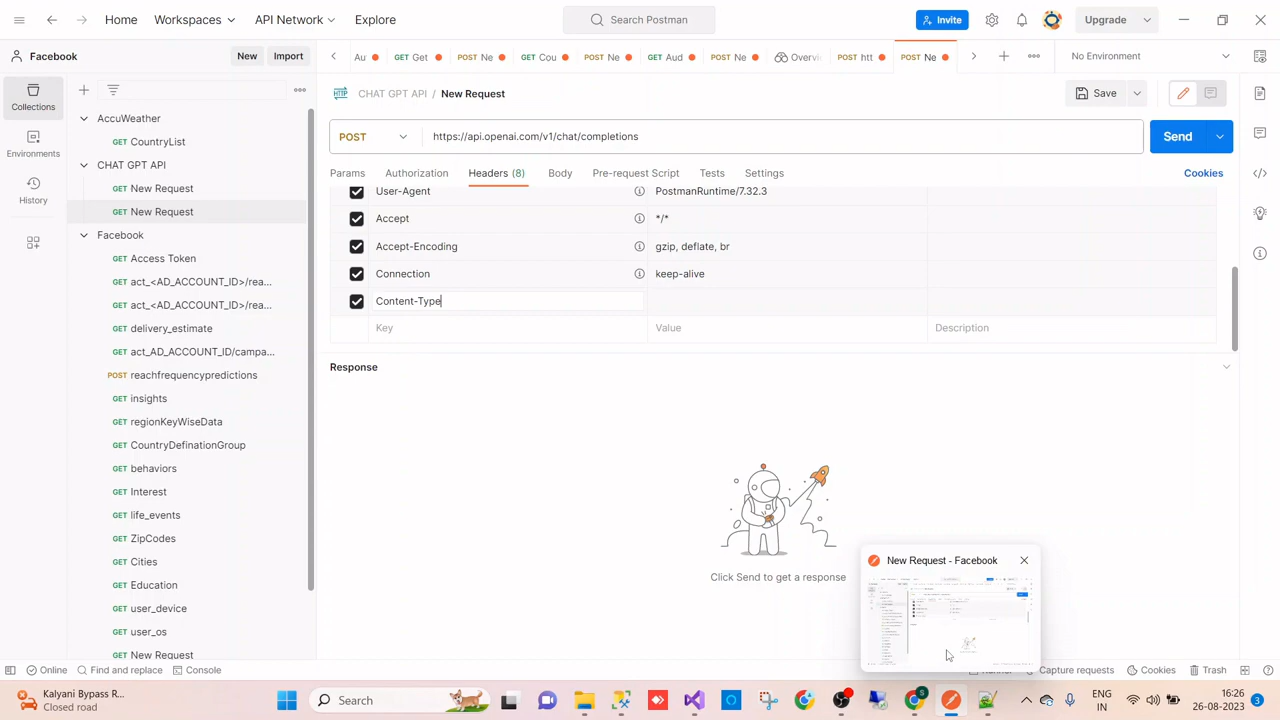 Home
Workspaces
API Network
Explore
Search Postman
Invite
Upgrade
Facebook
New
Import
Au
Get
POST Ne
Cou
POST Ne
GET Aud
POST Ne
Overvi
POST htt
POST Ne
No Environment
Collections
Environments
History
AccuWeather
GET CountryList
CHAT GPT API
GET New Request
GET New Request
Facebook
GET Access Token
GET act_<AD_ACCOUNT_ID>/rea...
GET act_<AD_ACCOUNT_ID>/rea...
GET delivery_estimate
GET act_AD_ACCOUNT_ID/campa...
POST reachfrequencypredictions
GET insights
GET regionKeyWiseData
GET CountryDefinationGroup
GET behaviors
GET Interest
GET life_events
GET ZipCodes
GET Cities
GET Education
GET user_device
GET user_os
GET New Request
HTTP CHAT GPT API / New Request
Save
POST
https://api.openai.com/v1/chat/completions
Send
Params
Authorization
Headers (8)
Body
Pre-request Script
Tests
Settings
Cookies
User-Agent
PostmanRuntime/7.32.3
Accept
*/*
Accept-Encoding
gzip, deflate, br
Connection
keep-alive
Content-Type
Key
Value
Description
Response
Click Send to get a response
New Request - Facebook
Online
Find and replace
Console
Capture requests
Cookies
Trash
Kalyani Bypass R...
Closed road
Search
ENG
IN
16:26
26-08-2023
3